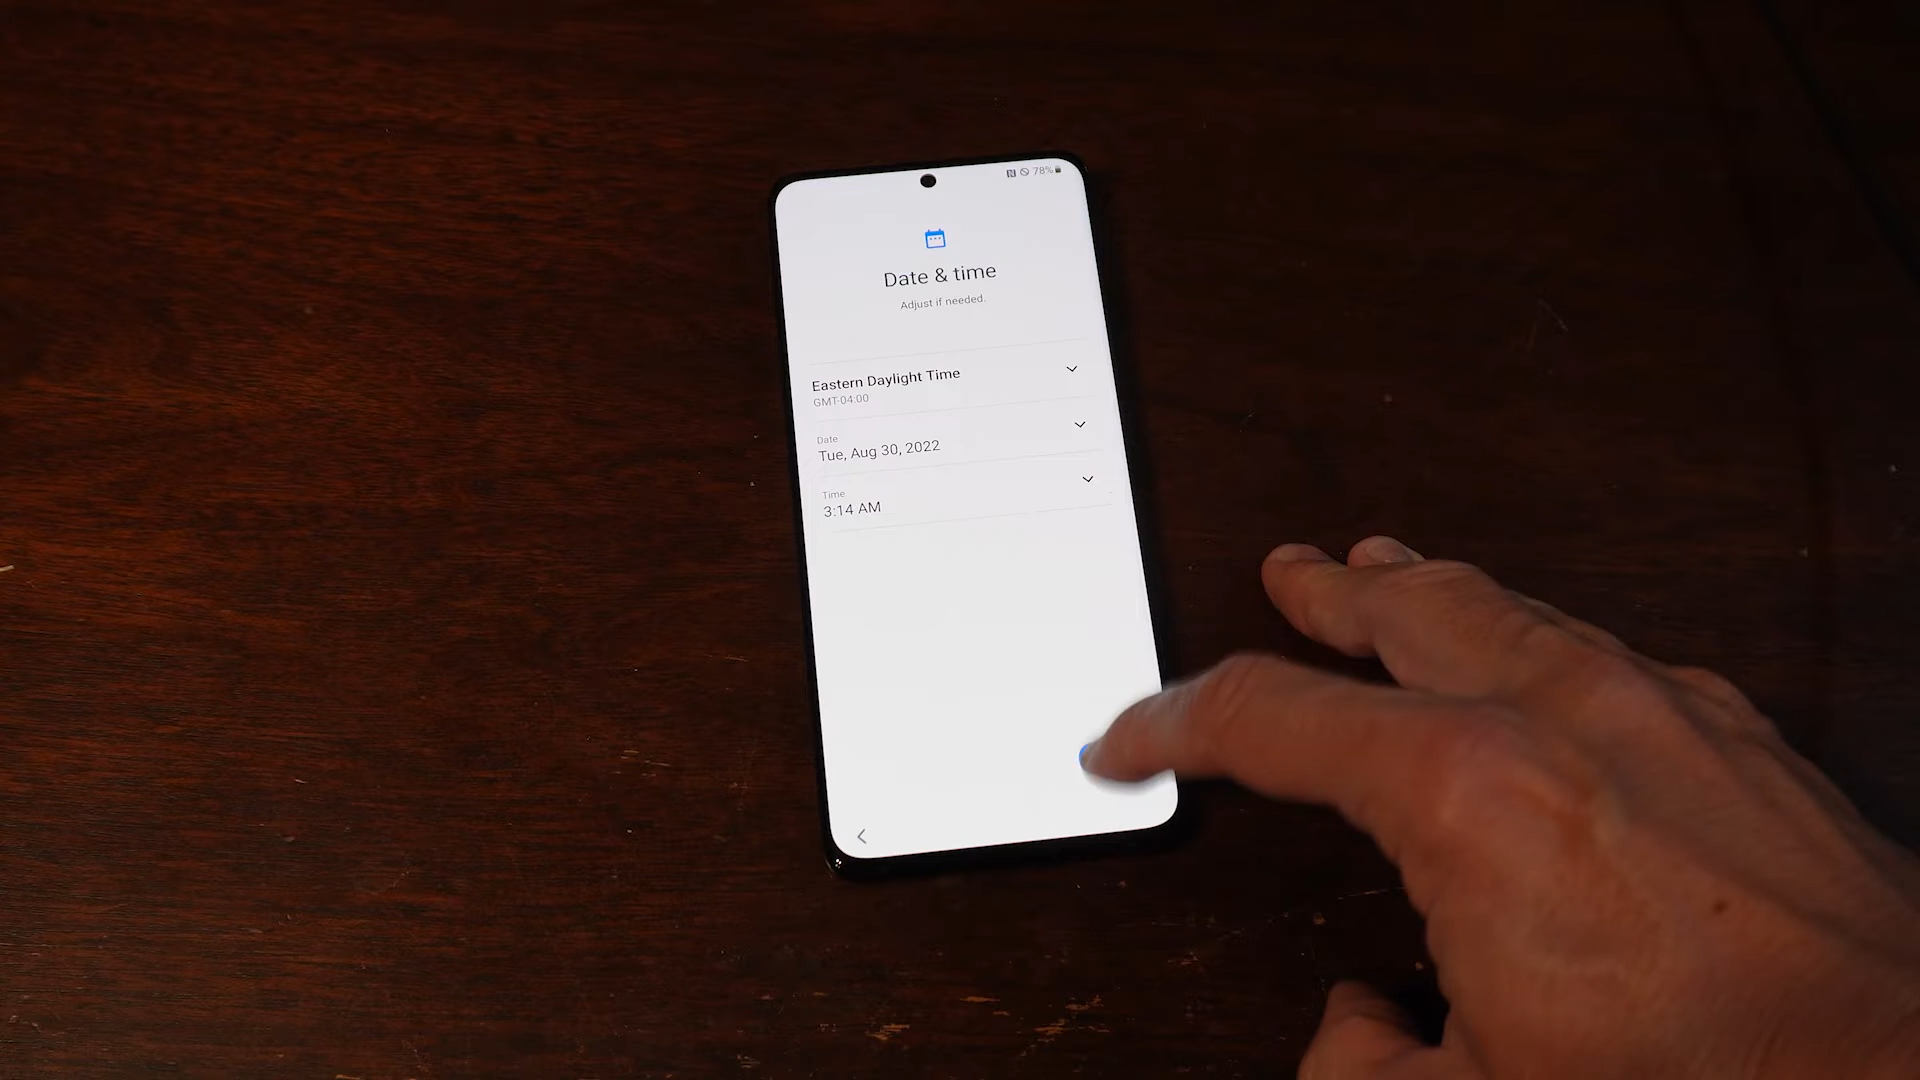 78%
Date & time
Adjust if needed.
Eastern Daylight Time
GMT-04:00
Date
Tue, Aug 30, 2022
Time
3:14 AM